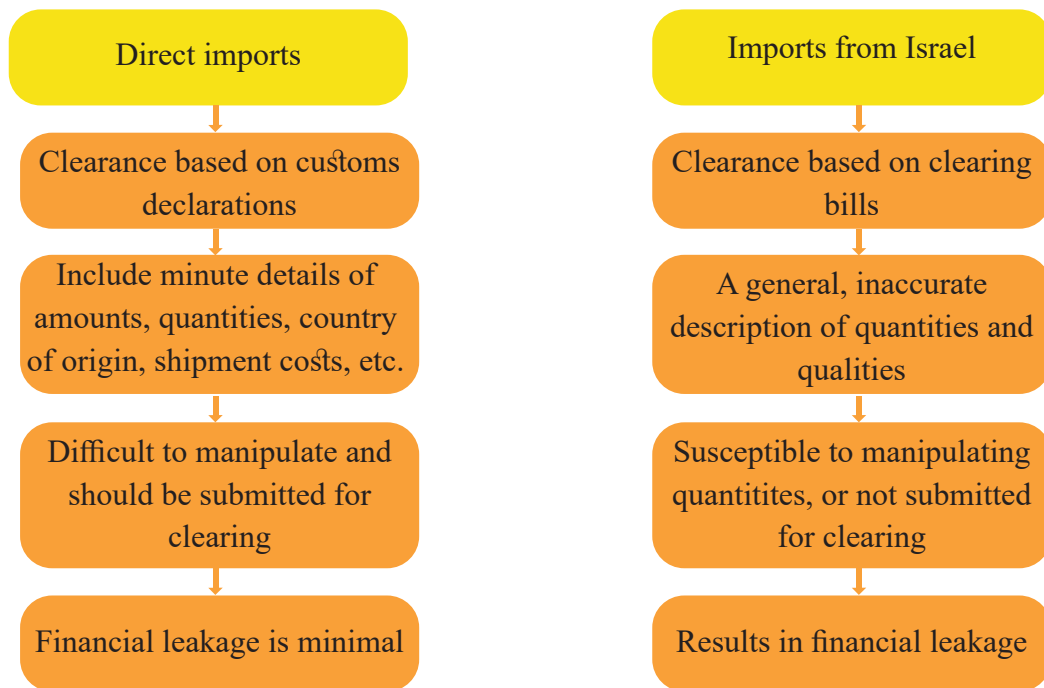 Direct imports
Clearance based on customs
declarations
Include minute details of
amounts, quantities, country
of origin, shipment costs, etc.
Difficult to manipulate and
should be submitted for
clearing
Financial leakage is minimal
Imports from Israel
Clearance based on clearing
bills
A general, inaccurate
description of quantities and
qualities
Susceptible to manipulating
quantitites, or not submitted
for clearing
Results in financial leakage